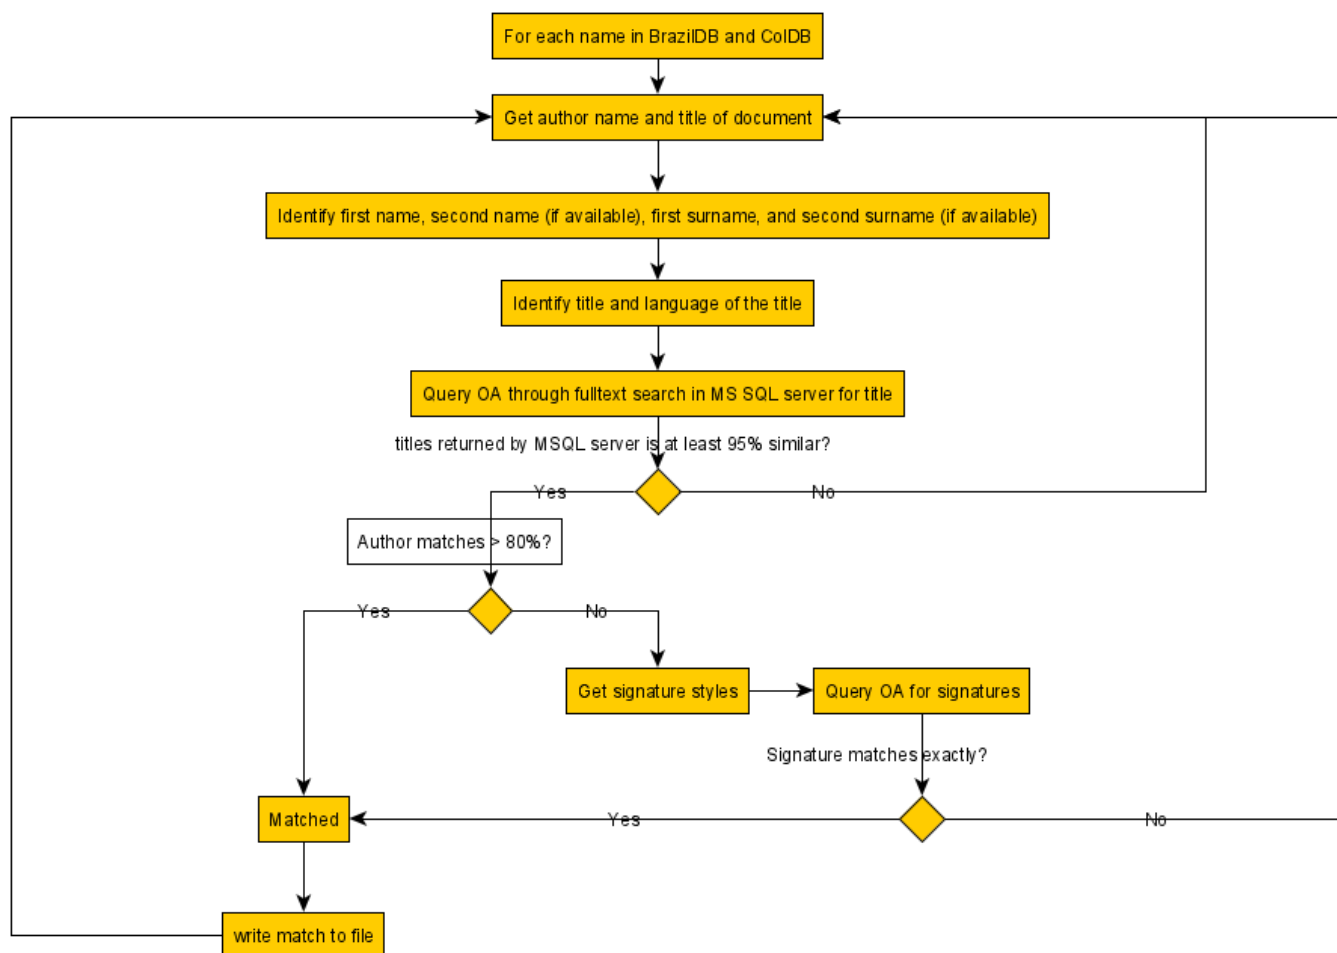 For each name in BrazilDB and ColDB
Get author name and title of document
Identify first name, second name (if available), first surname, and second surname (if available)
Identify title and language of the title
Query OA through fulltext search in MS SQL server for title
titles returned by MSQL server is at least 95% similar?
Yes
No
Author matches > 80%?
Yes
No
Get signature styles
Query OA for signatures
Signature matches exactly?
Matched
Yes
No
write match to file